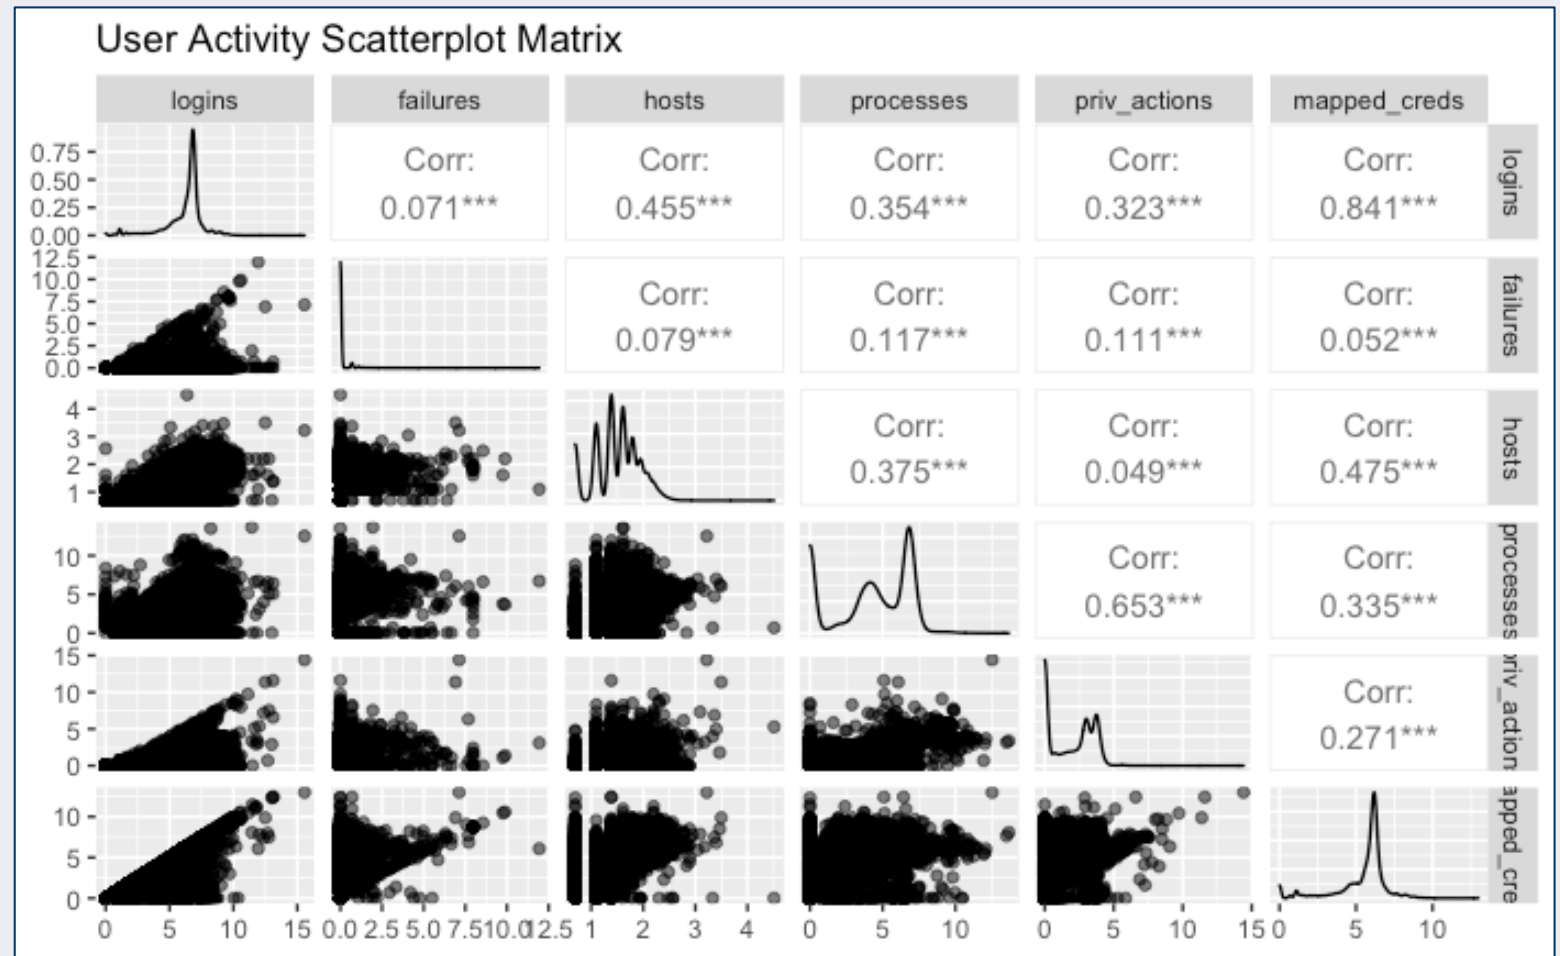 User Activity Scatterplot Matrix
logins failures hosts processes priv_actions mapped_creds
0.75
0.50
0.25
0.00
Corr:
0.071***
Corr:
0.455***
Corr:
0.354***
Corr:
0.323***
Corr:
0.841***
logins
12.5
10.0
7.5
5.0
2.5
0.0
Corr:
0.079***
Corr:
0.117***
Corr:
0.111***
Corr:
0.052***
failures
4
3
2
1
Corr:
0.375***
Corr:
0.049***
Corr:
0.475***
hosts
10
5
0
Corr:
0.653***
Corr:
0.335***
processes
15
10
5
0
Corr:
0.271***
priv_action
10
5
0
apped_cre
0 5 10 15 0.0 2.5 5.0 7.5 10.0 12.5 1 2 3 4 0 5 10 0 5 10 15 0 5 10